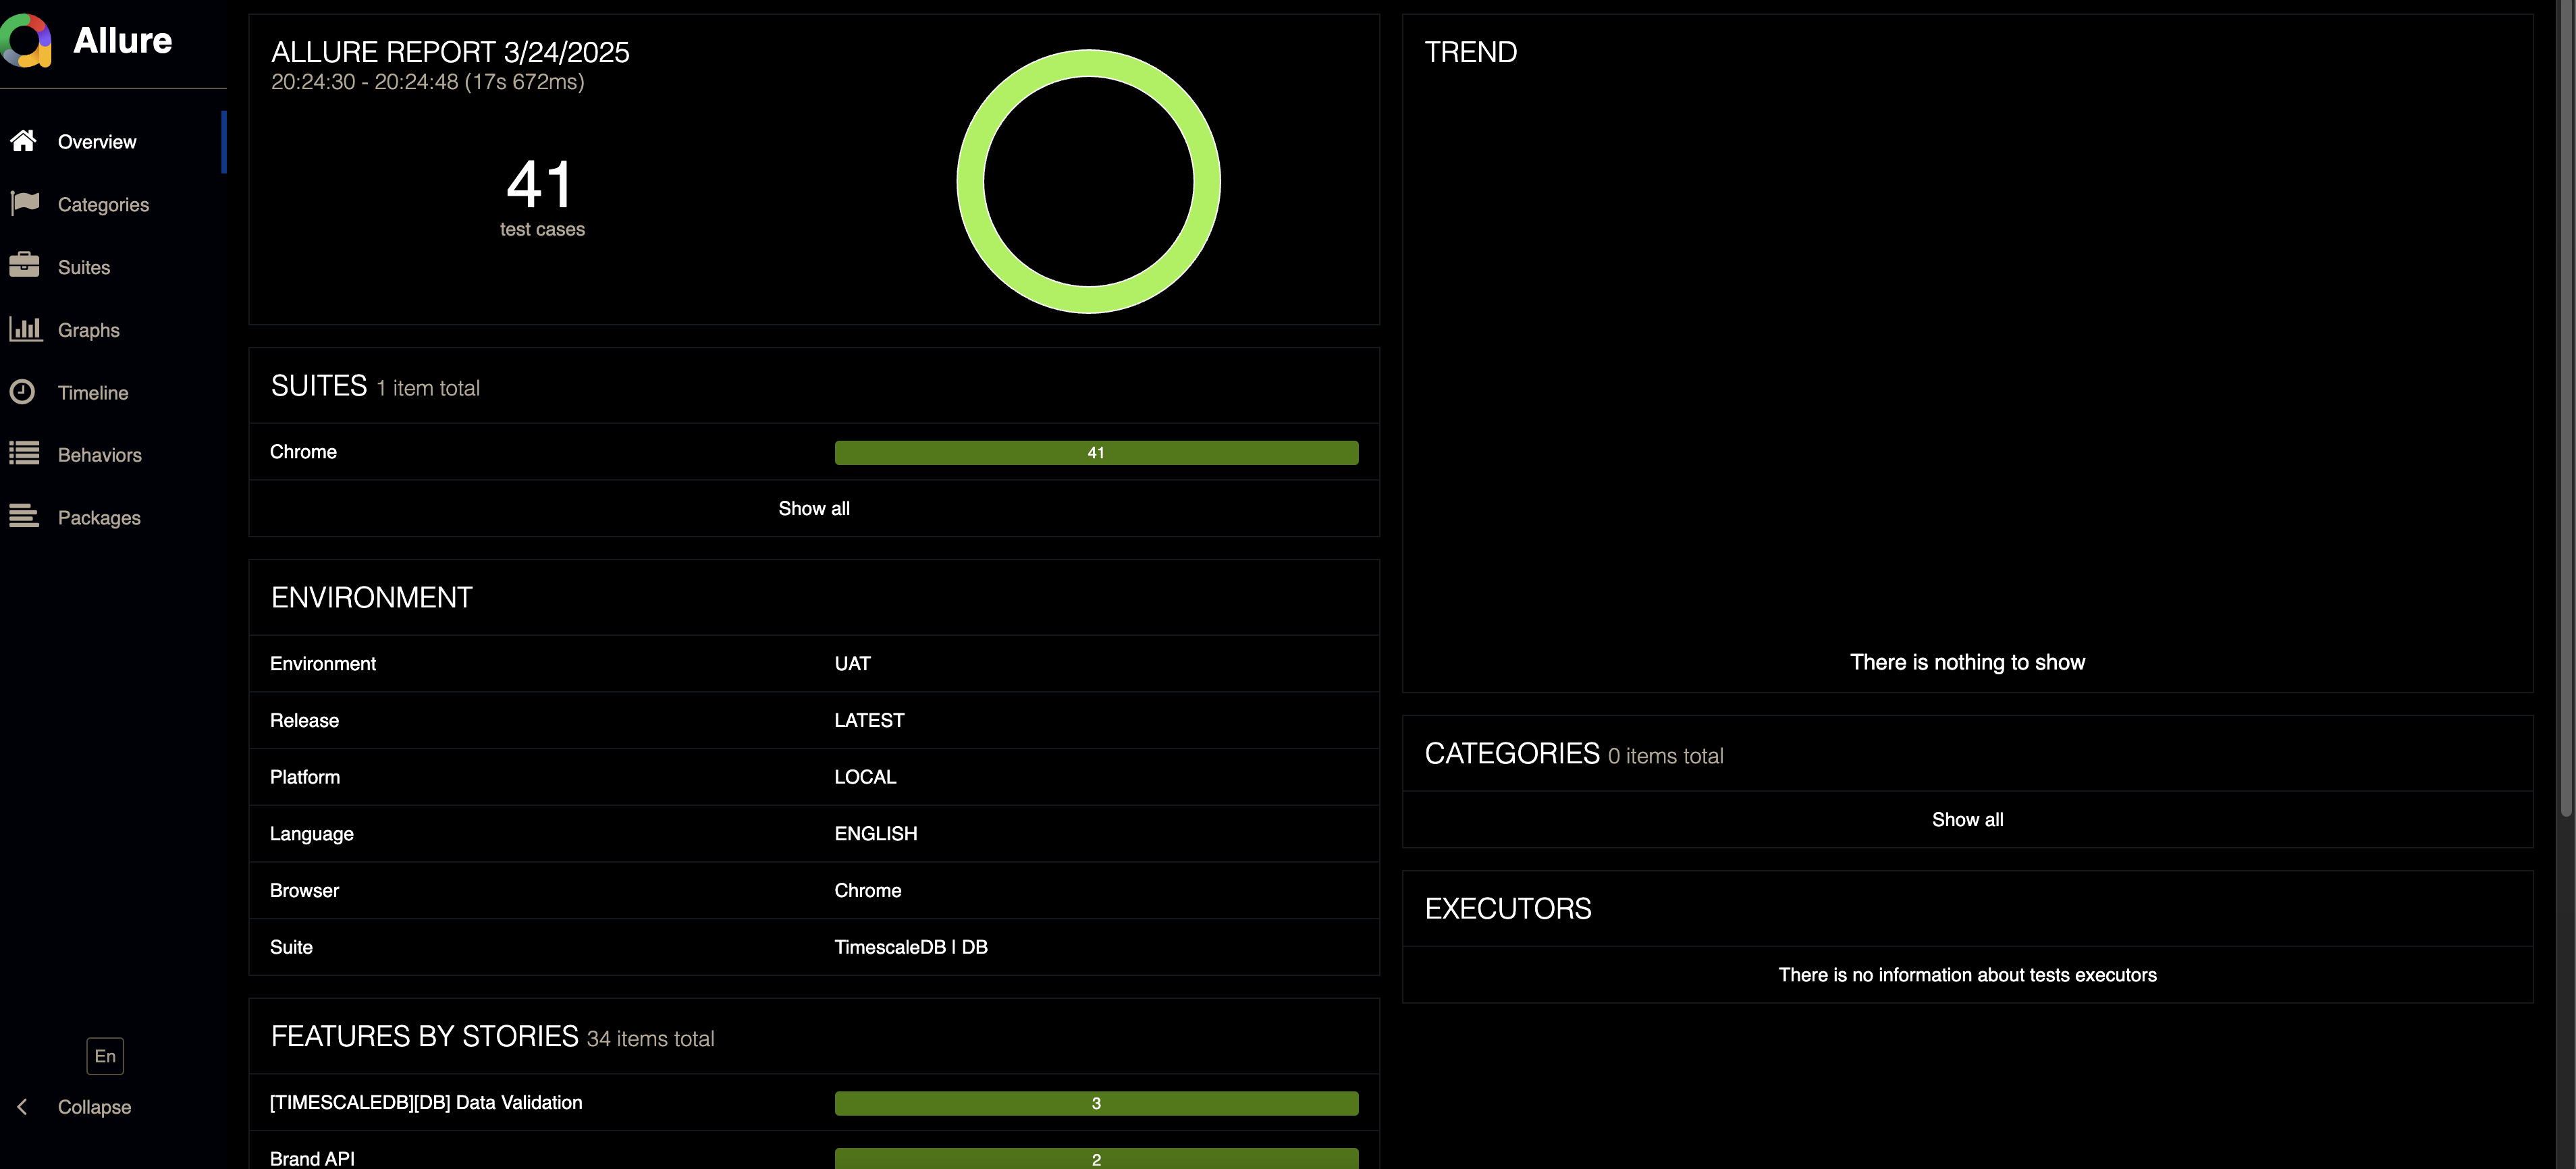 Allure
Overview
Categories
Suites
Graphs
Timeline
Behaviors
Packages
En
Collapse
ALLURE REPORT 3/24/2025
20:24:30 - 20:24:48 (17s 672ms)
41
test cases
SUITES 1 item total
Chrome 41
Show all
ENVIRONMENT
Environment UAT
Release LATEST
Platform LOCAL
Language ENGLISH
Browser Chrome
Suite TimescaleDB | DB
FEATURES BY STORIES 34 items total
[TIMESCALEDB][DB] Data Validation 3
Brand API 2
TREND
There is nothing to show
CATEGORIES 0 items total
Show all
EXECUTORS
There is no information about tests executors